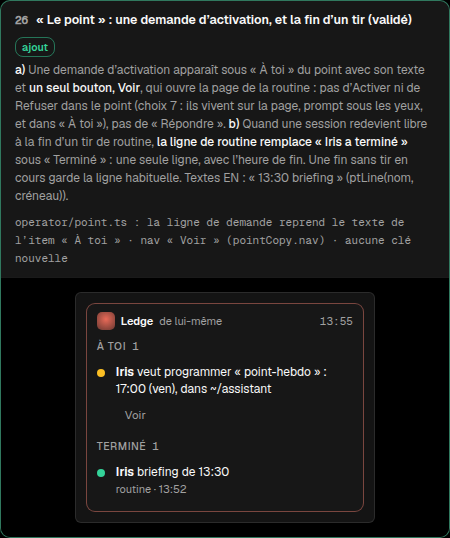 26 « Le point » : une demande d’activation, et la fin d’un tir (validé)
ajout
a) Une demande d’activation apparaît sous « À toi » du point avec son texte
et un seul bouton, Voir, qui ouvre la page de la routine : pas d’Activer ni de
Refuser dans le point (choix 7 : ils vivent sur la page, prompt sous les yeux,
et dans « À toi »), pas de « Répondre ». b) Quand une session redevient libre
à la fin d’un tir de routine, la ligne de routine remplace « Iris a terminé »
sous « Terminé » : une seule ligne, avec l’heure de fin. Une fin sans tir en
cours garde la ligne habituelle. Textes EN : « 13:30 briefing » (ptLine(nom,
créneau)).
operator/point.ts : la ligne de demande reprend le texte de
l’item « À toi » · nav « Voir » (pointCopy.nav) · aucune clé
nouvelle
Ledge de lui-même 13:55
À TOI 1
Iris veut programmer « point-hebdo » :
17:00 (ven), dans ~/assistant
Voir
TERMINÉ 1
Iris briefing de 13:30
routine · 13:52